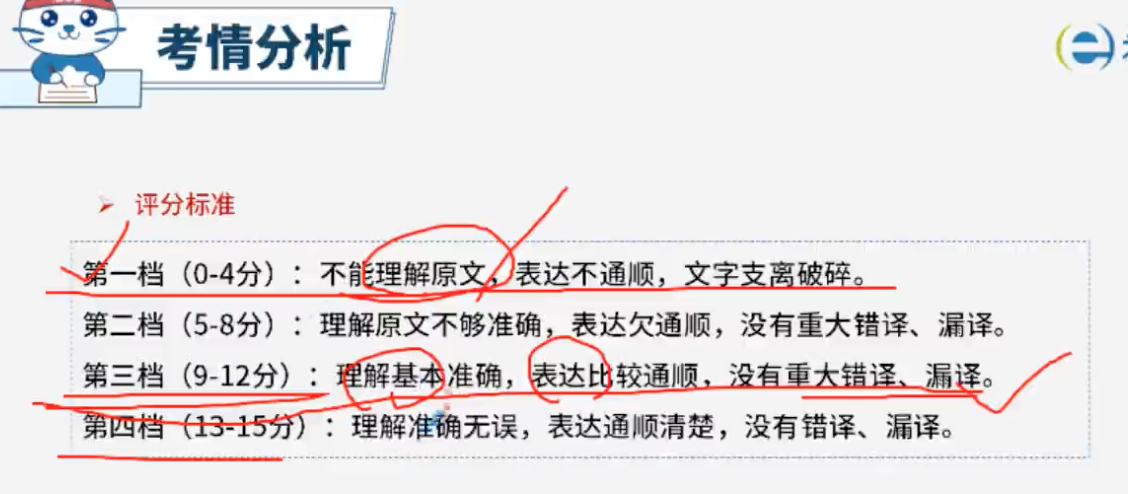 考情分析
评分标准
第一档（0-4分）：不能理解原文，表达不通顺，文字支离破碎。
第二档（5-8分）：理解原文不够准确，表达欠通顺，没有重大错译、漏译。
第三档（9-12分）：理解基本准确，表达比较通顺，没有重大错译、漏译。
第四档（13-15分）：理解准确无误，表达通顺清楚，没有错译、漏译。